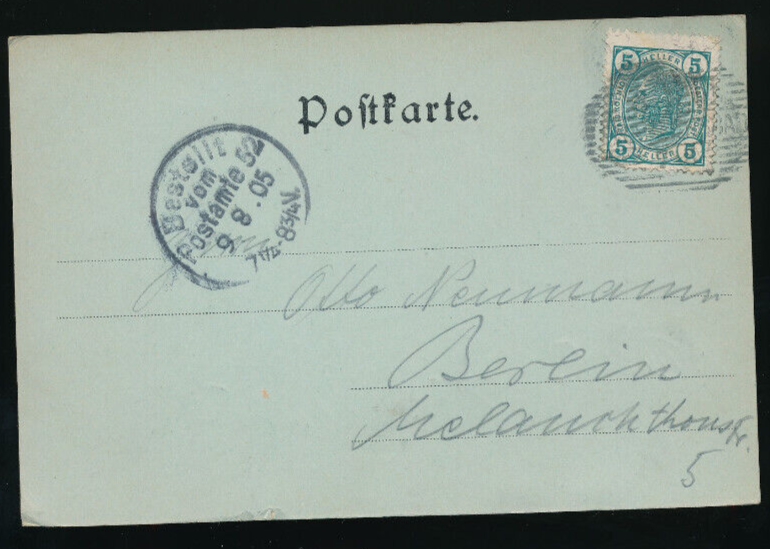 Postkarte.
5 HELLER 5
5 HELLER 5
Bestellt
vom
Postamte 52
9. 8. 05
7¼-8¾V
Otto Neumann
Berlin
Melanchthonstr.
5